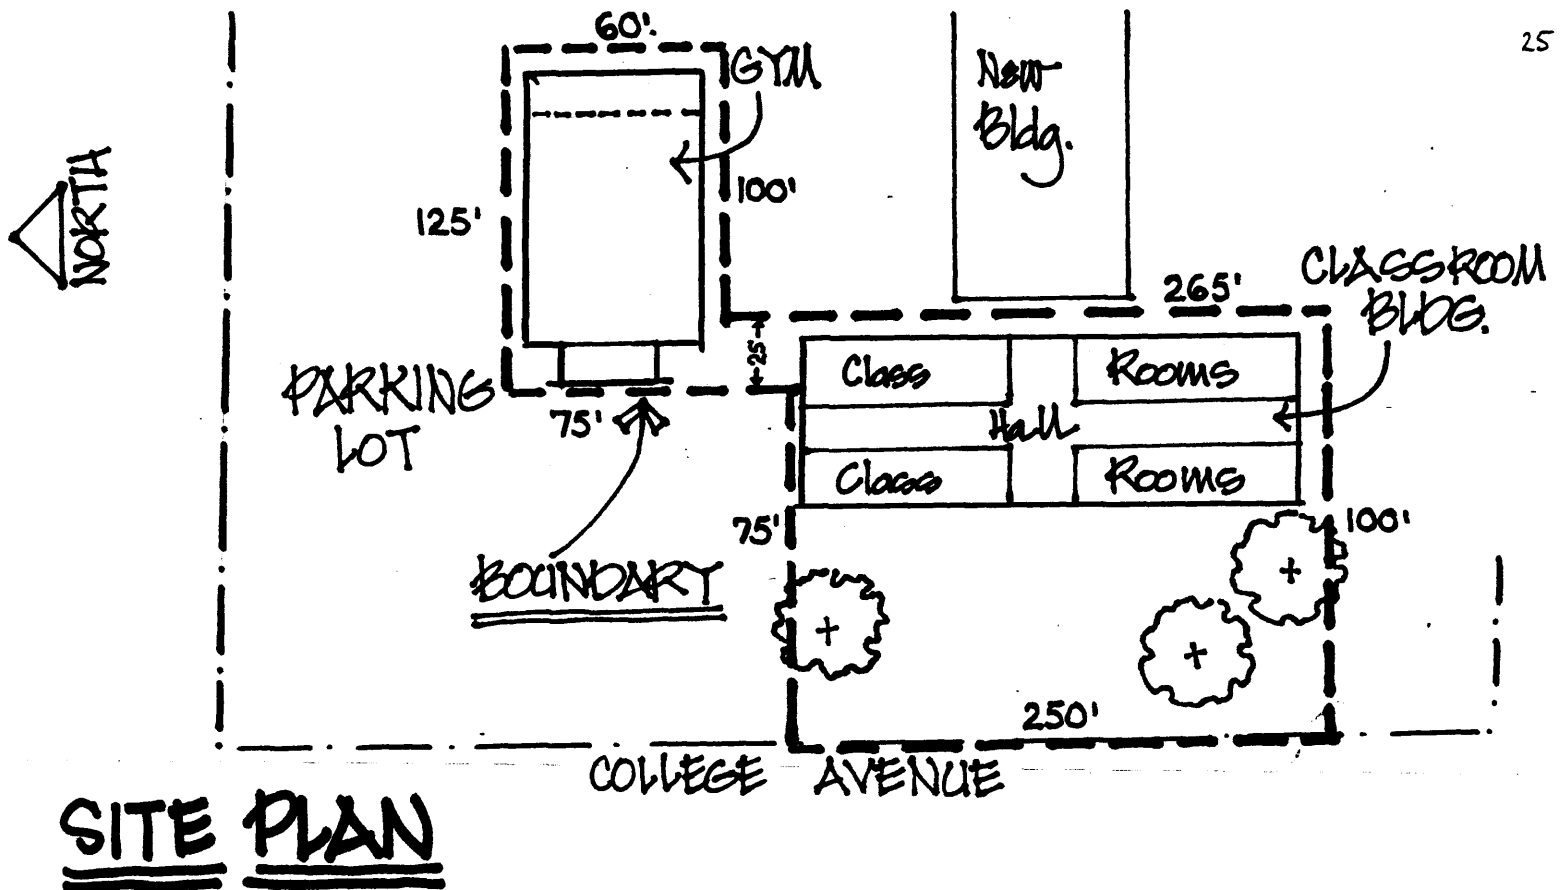 25
60'.
GYM
New
Bldg.
NORTH
125'
100'
265'
CLASSROOM
BLDG.
25
PARKING
LOT
75'
Class
Rooms
Hall
Class
Rooms
75'
100'
BOUNDARY
250'
COLLEGE AVENUE
SITE PLAN